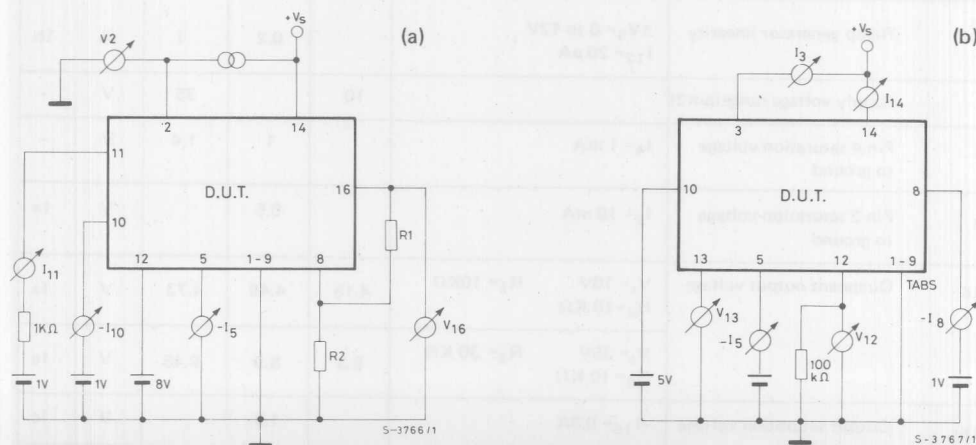 +Vs
(a)
V2
2
14
11
D.U.T.
16
10
R1
12
5
1-9
8
I11
1KΩ
-I10
-I5
V16
R2
1V
1V
8V
S-3766/1
+Vs
(b)
I3
I14
3
14
10
D.U.T.
8
13
5
12
1-9
TABS
V13
-I5
V12
-I8
100
kΩ
5V
1V
S-3767/1